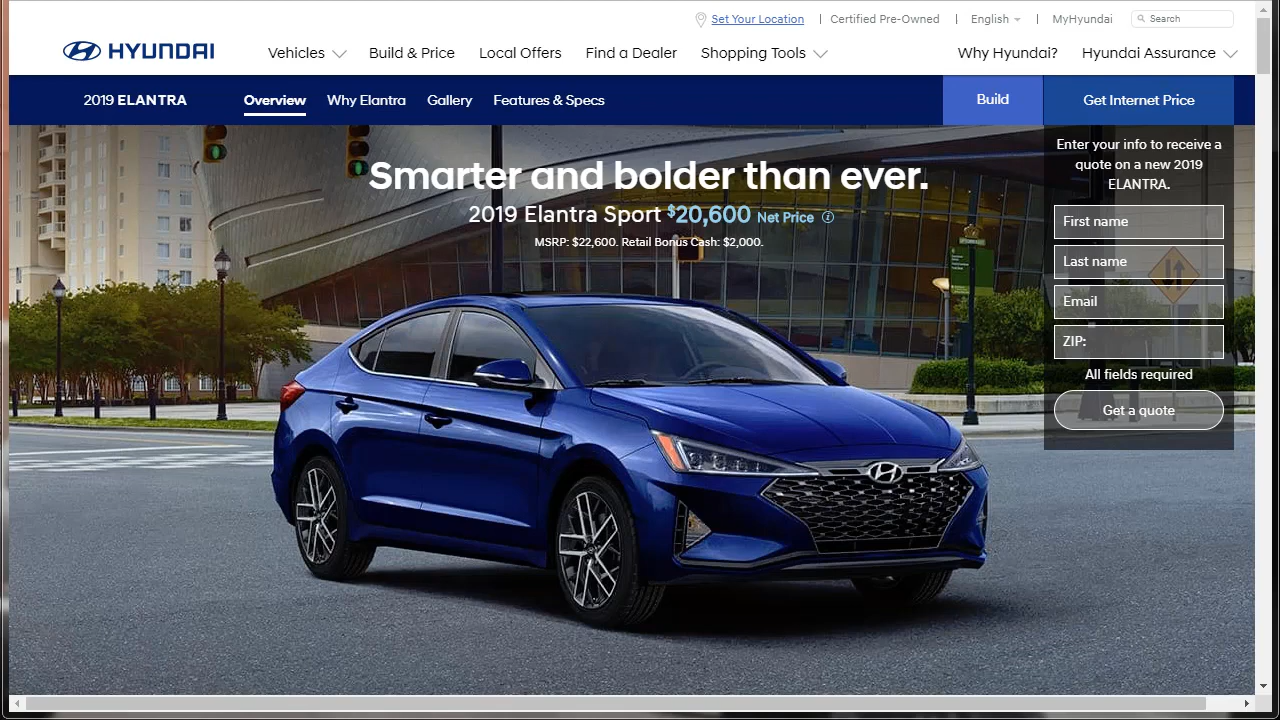 Set Your Location | Certified Pre-Owned | English | MyHyundai Search
HYUNDAI Vehicles Build & Price Local Offers Find a Dealer Shopping Tools Why Hyundai? Hyundai Assurance
2019 ELANTRA Overview Why Elantra Gallery Features & Specs Build Get Internet Price
Smarter and bolder than ever.
2019 Elantra Sport $20,600 Net Price
MSRP: $22,600. Retail Bonus Cash: $2,000.
Enter your info to receive a
quote on a new 2019
ELANTRA.
First name
Last name
Email
ZIP:
All fields required
Get a quote